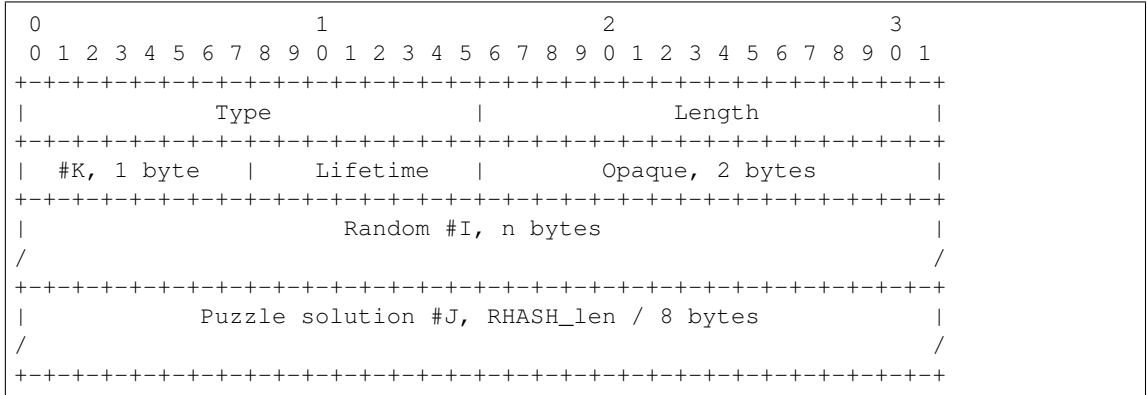 0                   1                   2                   3
 0 1 2 3 4 5 6 7 8 9 0 1 2 3 4 5 6 7 8 9 0 1 2 3 4 5 6 7 8 9 0 1
+-+-+-+-+-+-+-+-+-+-+-+-+-+-+-+-+-+-+-+-+-+-+-+-+-+-+-+-+-+-+-+-+
|             Type              |             Length            |
+-+-+-+-+-+-+-+-+-+-+-+-+-+-+-+-+-+-+-+-+-+-+-+-+-+-+-+-+-+-+-+-+
|  #K, 1 byte   |    Lifetime   |        Opaque, 2 bytes        |
+-+-+-+-+-+-+-+-+-+-+-+-+-+-+-+-+-+-+-+-+-+-+-+-+-+-+-+-+-+-+-+-+
|                      Random #I, n bytes                       |
/                                                               /
+-+-+-+-+-+-+-+-+-+-+-+-+-+-+-+-+-+-+-+-+-+-+-+-+-+-+-+-+-+-+-+-+
|            Puzzle solution #J, RHASH_len / 8 bytes            |
/                                                               /
+-+-+-+-+-+-+-+-+-+-+-+-+-+-+-+-+-+-+-+-+-+-+-+-+-+-+-+-+-+-+-+-+